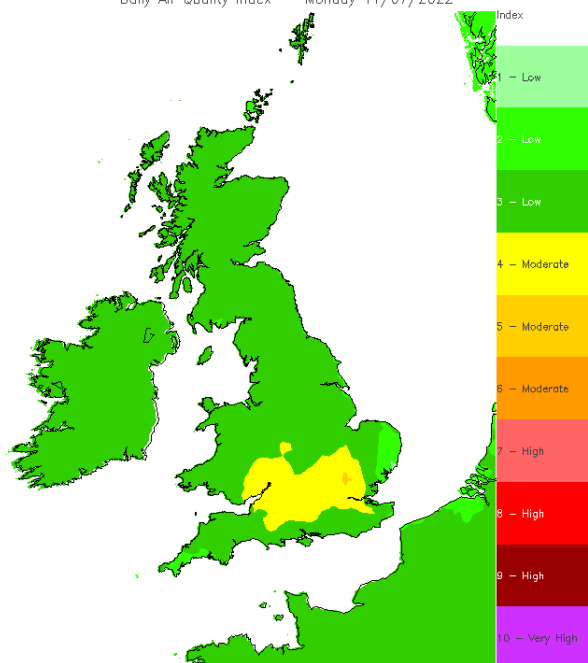 Daily Air Quality Index Monday 11/07/2022
Index
1 - Low
2 - Low
3 - Low
4 - Moderate
5 - Moderate
6 - Moderate
7 - High
8 - High
9 - High
10 - Very High